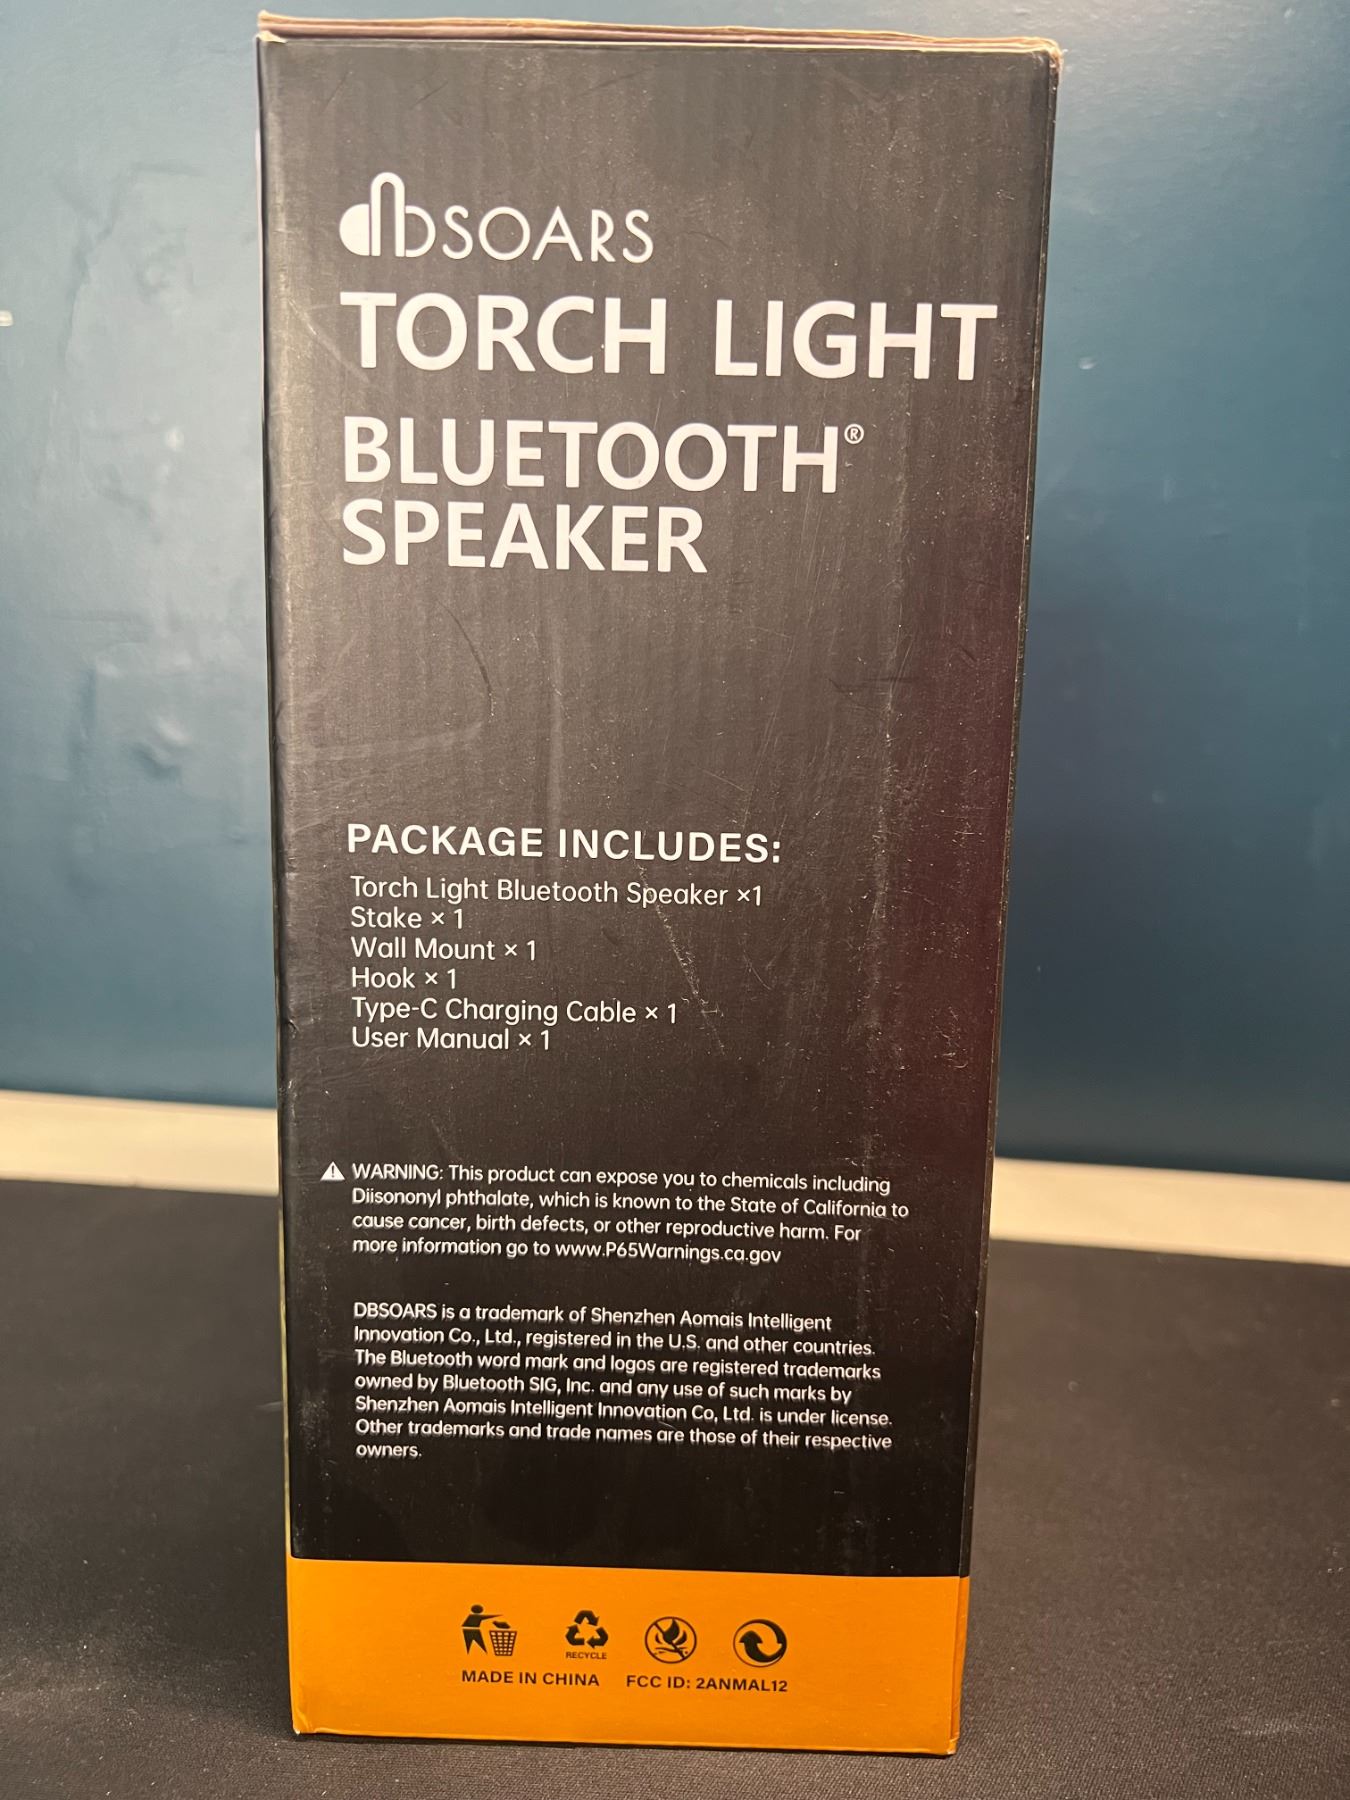 dbSOARS
TORCH LIGHT
BLUETOOTH®
SPEAKER
PACKAGE INCLUDES:
Torch Light Bluetooth Speaker ×1
Stake × 1
Wall Mount × 1
Hook × 1
Type-C Charging Cable × 1
User Manual × 1
⚠ WARNING: This product can expose you to chemicals including
Diisononyl phthalate, which is known to the State of California to
cause cancer, birth defects, or other reproductive harm. For
more information go to www.P65Warnings.ca.gov
DBSOARS is a trademark of Shenzhen Aomais Intelligent
Innovation Co., Ltd., registered in the U.S. and other countries.
The Bluetooth word mark and logos are registered trademarks
owned by Bluetooth SIG, Inc. and any use of such marks by
Shenzhen Aomais Intelligent Innovation Co, Ltd. is under license.
Other trademarks and trade names are those of their respective
owners.
RECYCLE
MADE IN CHINA FCC ID: 2ANMAL12